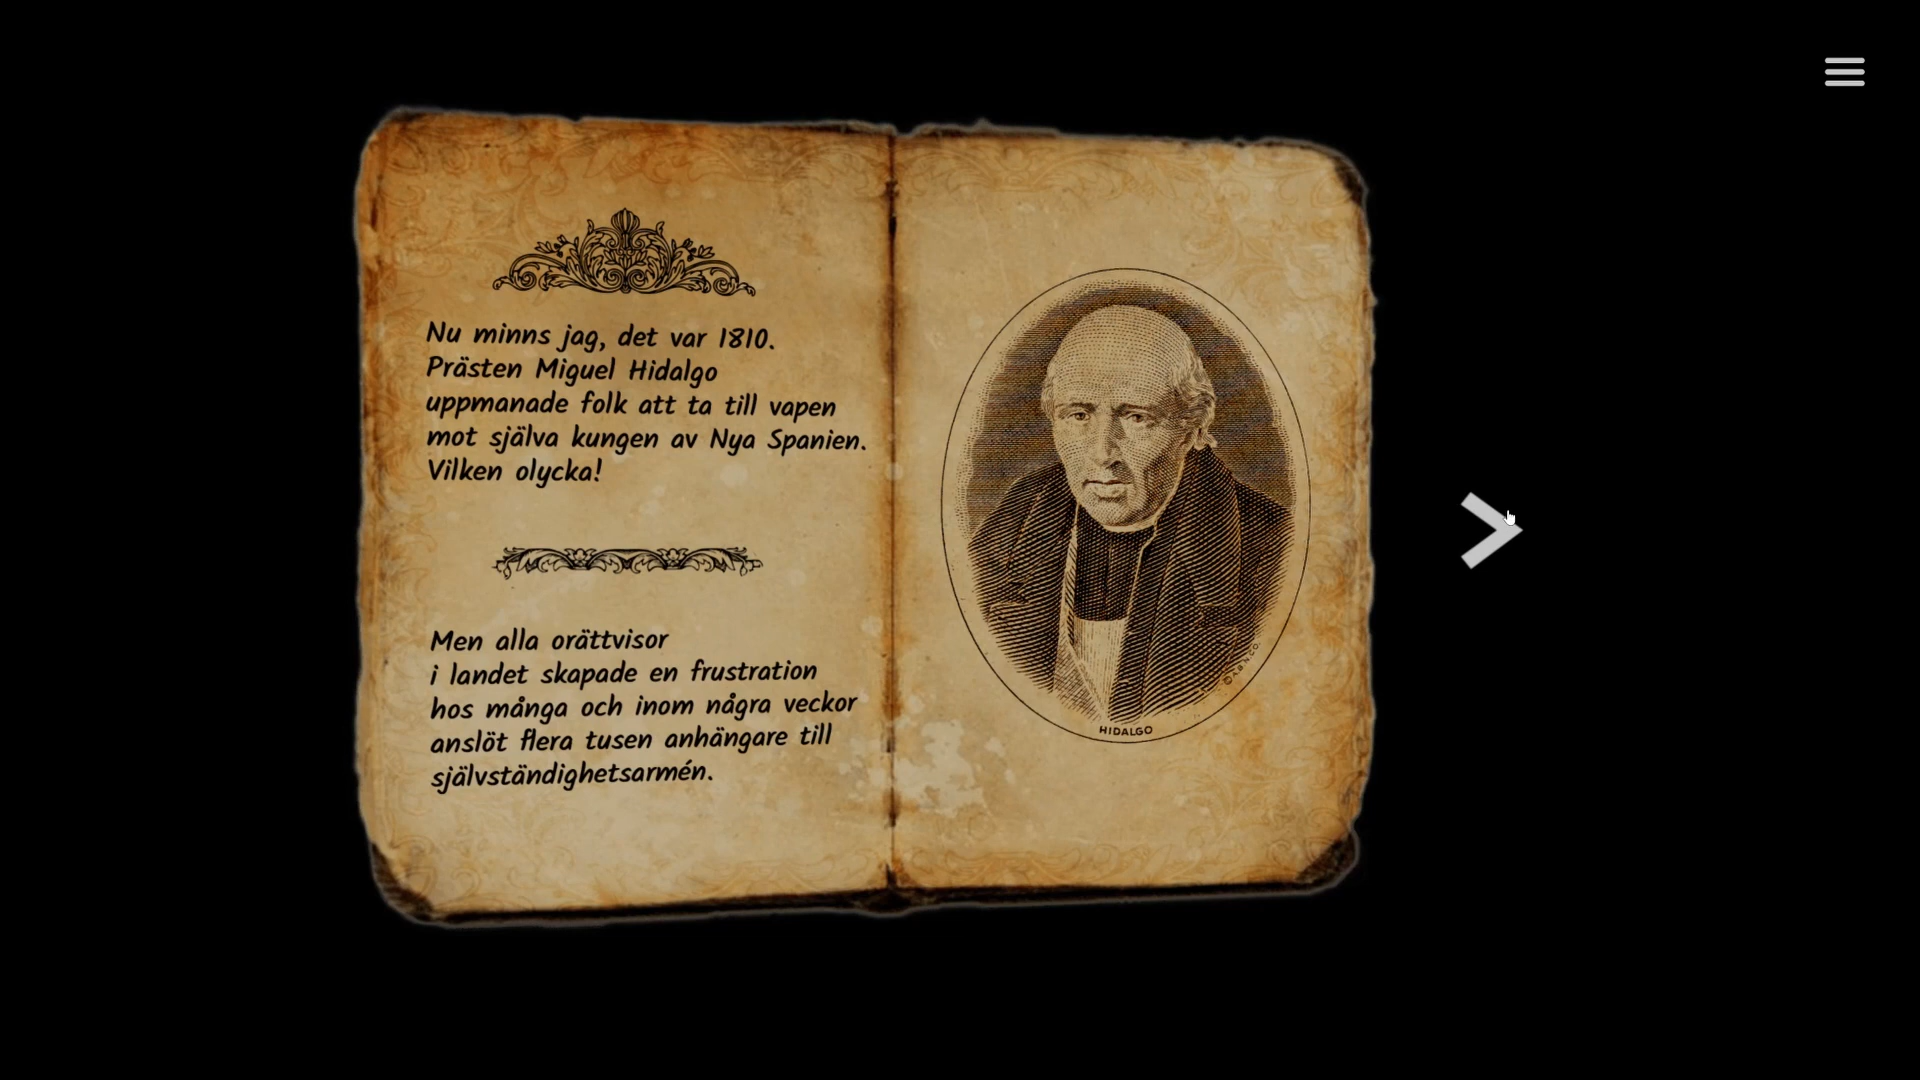 Nu minns jag, det var 1810.
Prästen Miguel Hidalgo
uppmanade folk att ta till vapen
mot själva kungen av Nya Spanien.
Vilken olycka!
Men alla orättvisor
i landet skapade en frustration
hos många och inom några veckor
anslöt flera tusen anhängare till
självständighetsarmén.
©A.B.N.CO.
HIDALGO